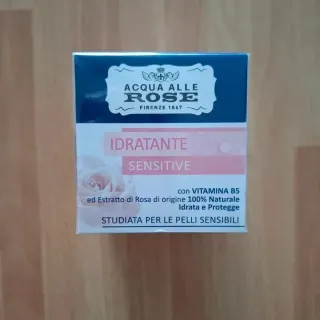 ACQUA ALLE
ROSE
FIRENZE 1867
IDRATANTE
SENSITIVE
con VITAMINA B5
ed Estratto di Rosa di origine 100% Naturale
Idrata e Protegge
STUDIATA PER LE PELLI SENSIBILI